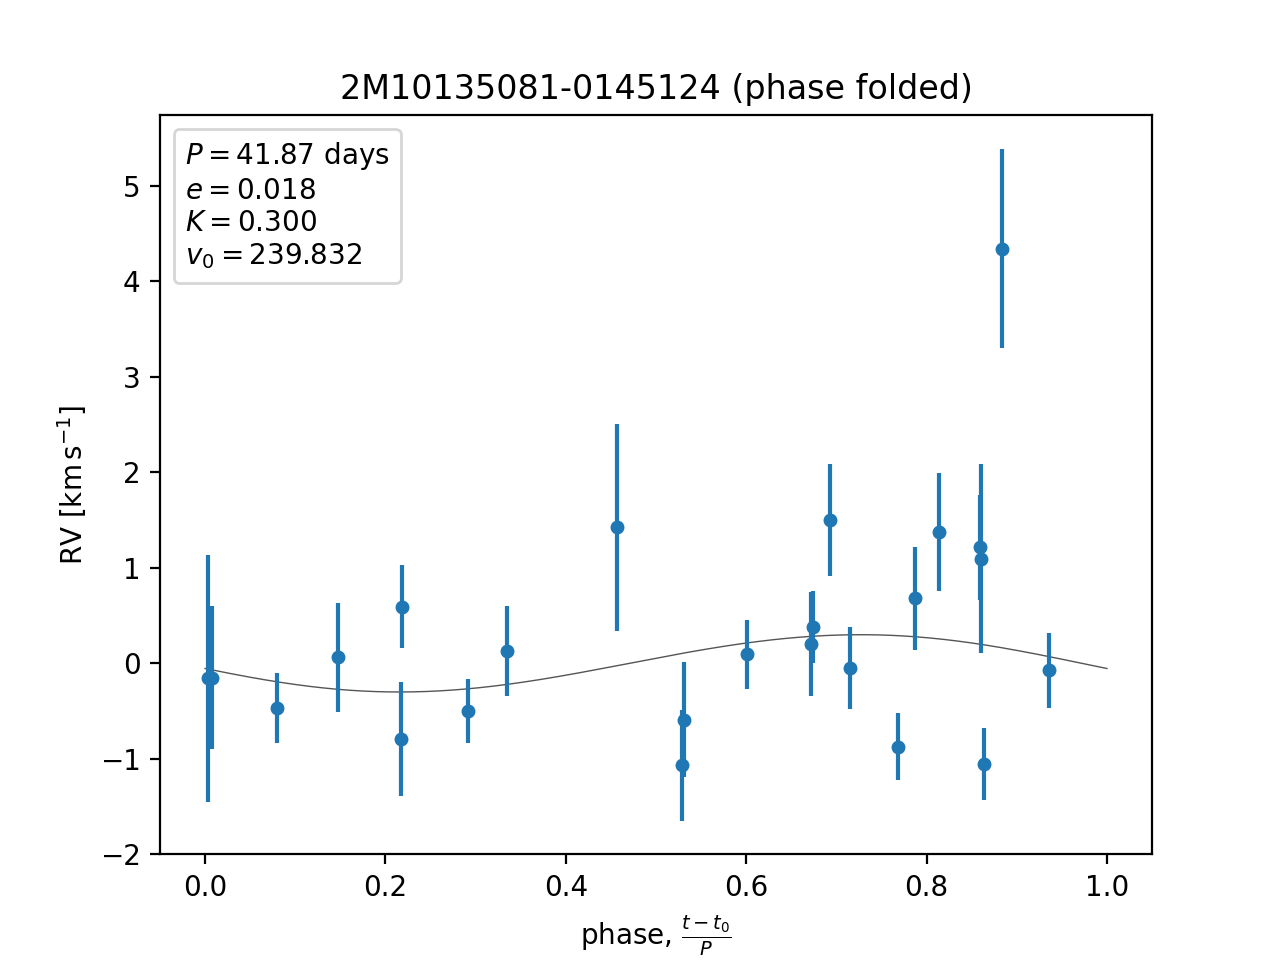 2M10135081-0145124 (phase folded)
P = 41.87 days
e = 0.018
K = 0.300
v₀ = 239.832
5
4
3
2
1
0
−1
−2
RV [km s⁻¹]
0.0 0.2 0.4 0.6 0.8 1.0
phase, (t − t₀)/P